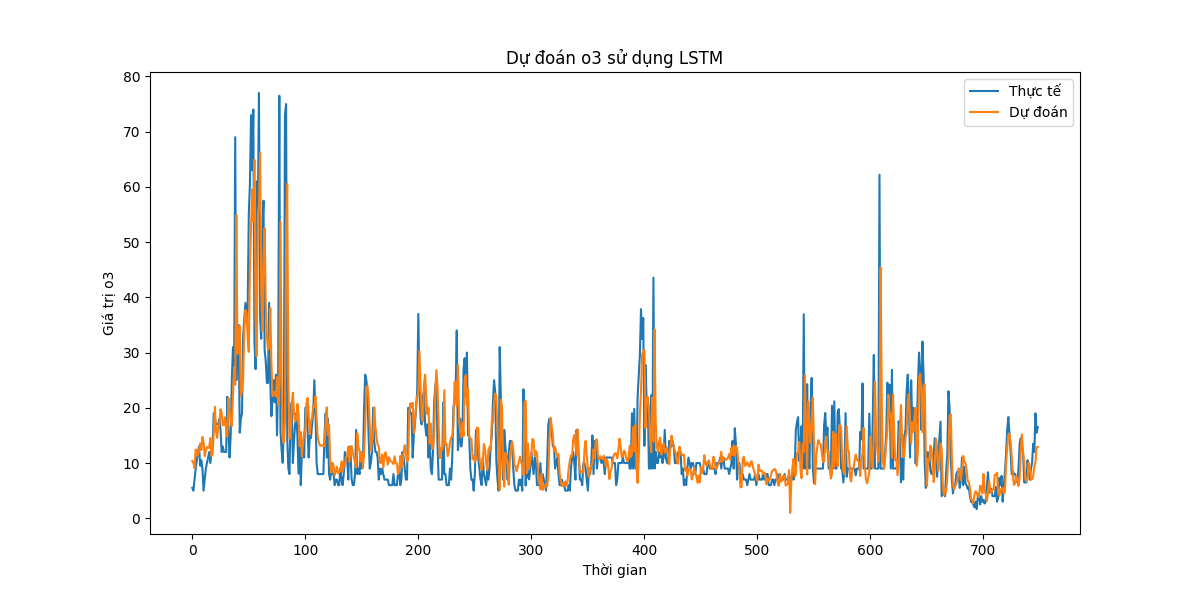 Dự đoán o3 sử dụng LSTM
Thực tế
Dự đoán
Giá trị o3
80
70
60
50
40
30
20
10
0
0 100 200 300 400 500 600 700
Thời gian